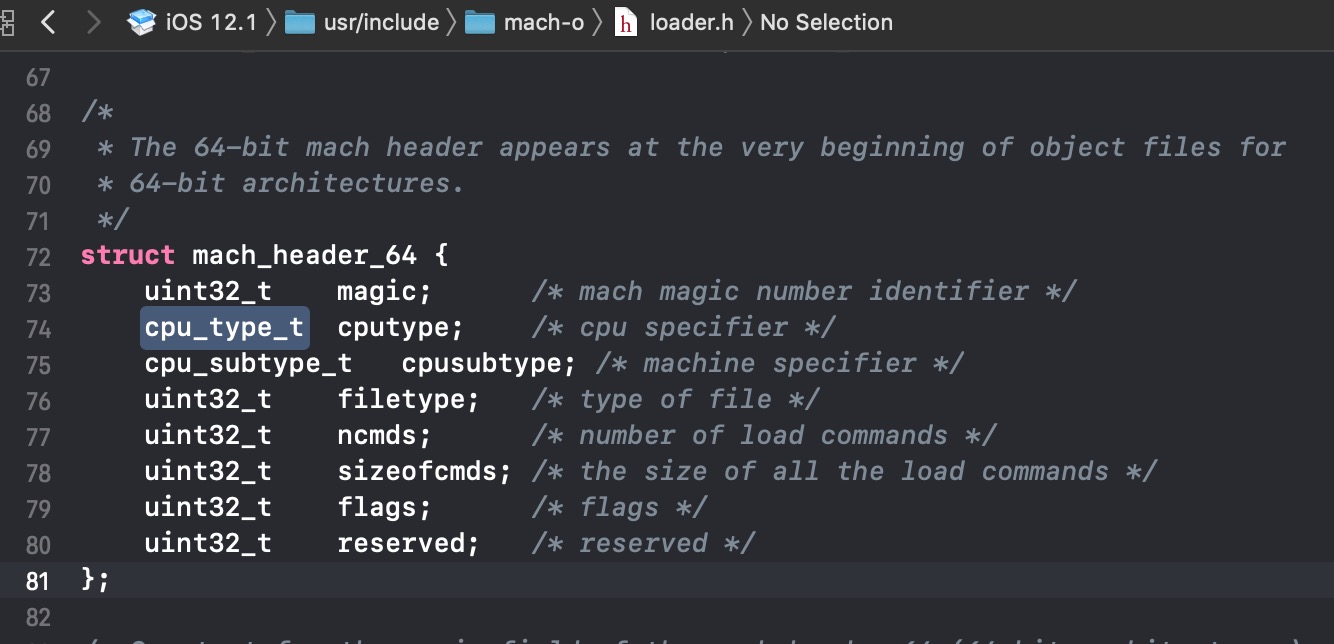 iOS 12.1 〉 usr/include 〉 mach-o 〉 h loader.h 〉 No Selection
67
68 /*
69  * The 64-bit mach header appears at the very beginning of object files for
70  * 64-bit architectures.
71  */
72 struct mach_header_64 {
73     uint32_t    magic;      /* mach magic number identifier */
74     cpu_type_t  cputype;    /* cpu specifier */
75     cpu_subtype_t   cpusubtype; /* machine specifier */
76     uint32_t    filetype;   /* type of file */
77     uint32_t    ncmds;      /* number of load commands */
78     uint32_t    sizeofcmds; /* the size of all the load commands */
79     uint32_t    flags;      /* flags */
80     uint32_t    reserved;   /* reserved */
81 };
82